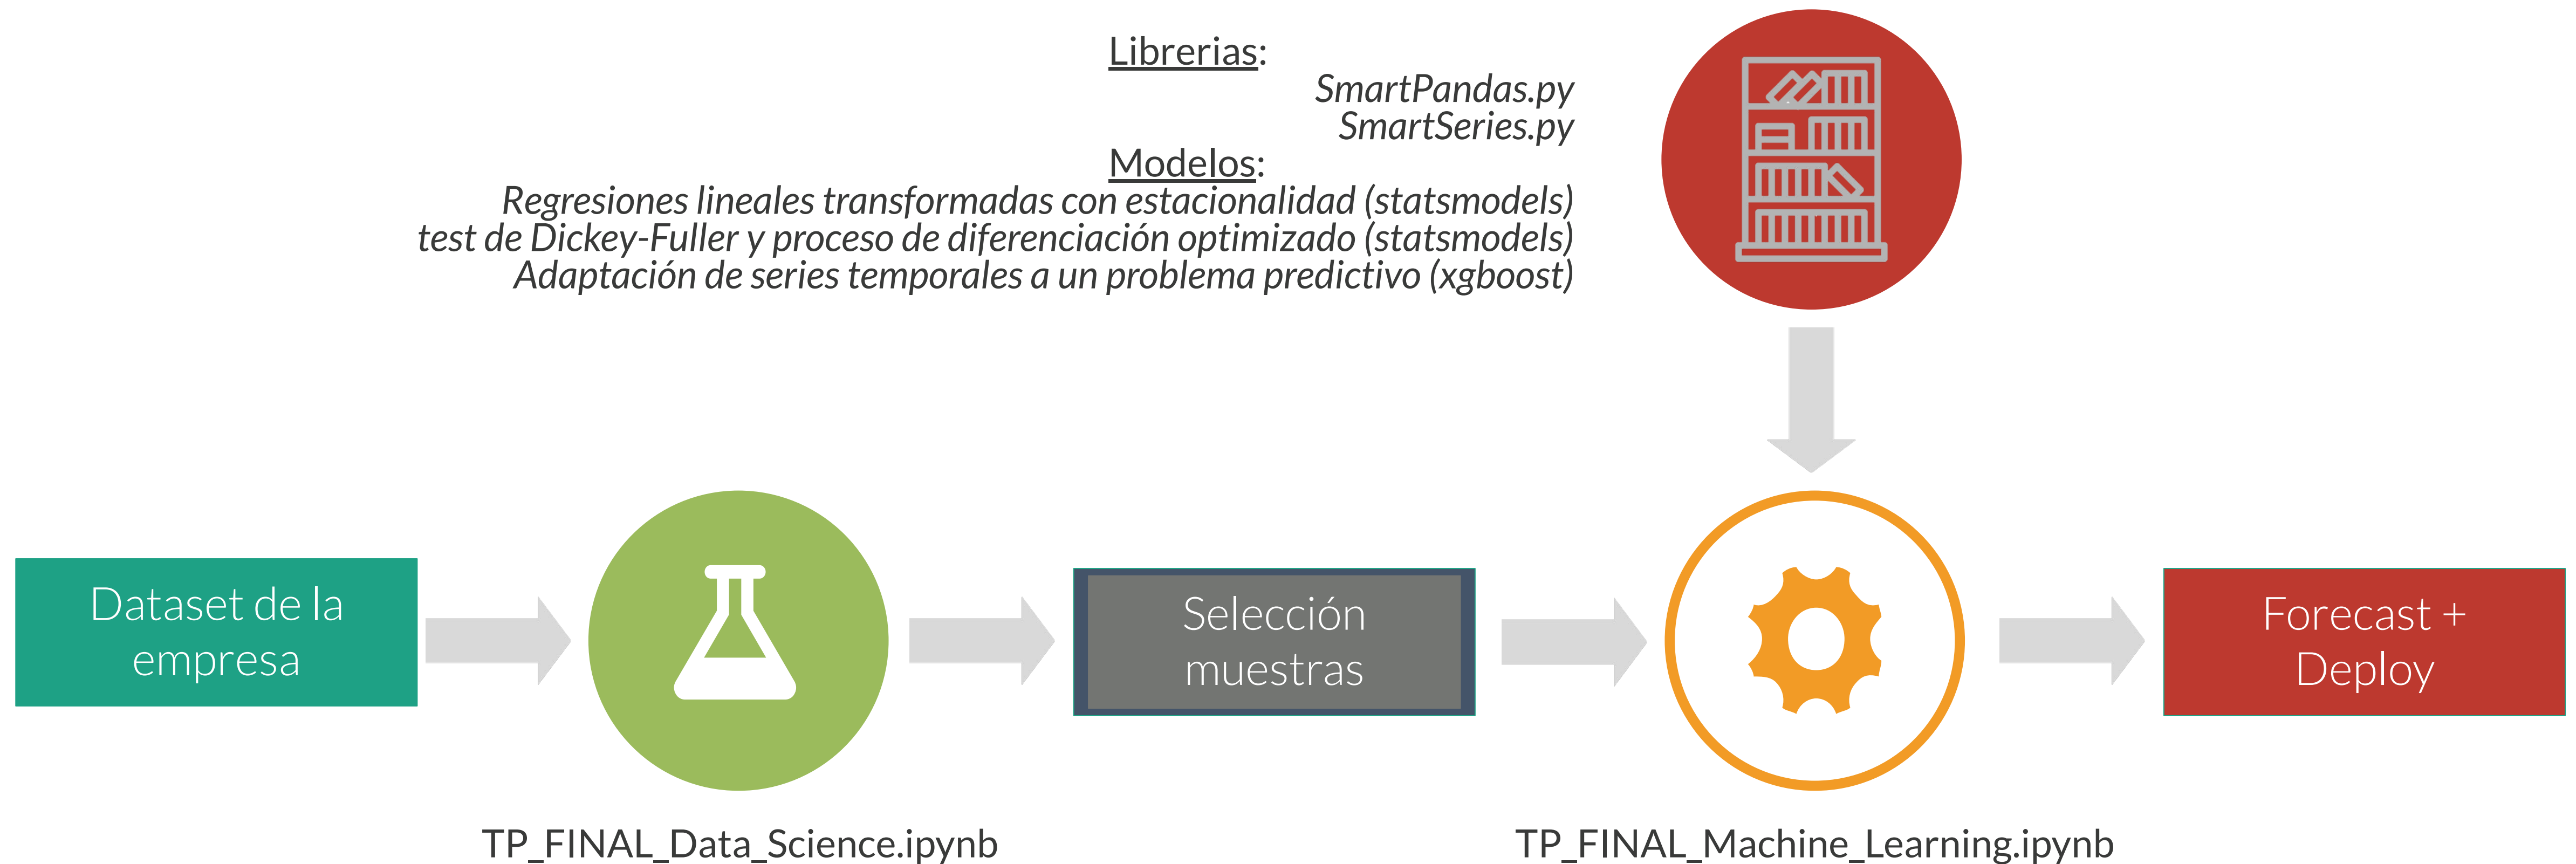 Librerias:
SmartPandas.py
SmartSeries.py
Modelos:
Regresiones lineales transformadas con estacionalidad (statsmodels)
test de Dickey-Fuller y proceso de diferenciación optimizado (statsmodels)
Adaptación de series temporales a un problema predictivo (xgboost)
Dataset de la
empresa
Selección
muestras
Forecast +
Deploy
TP_FINAL_Data_Science.ipynb
TP_FINAL_Machine_Learning.ipynb